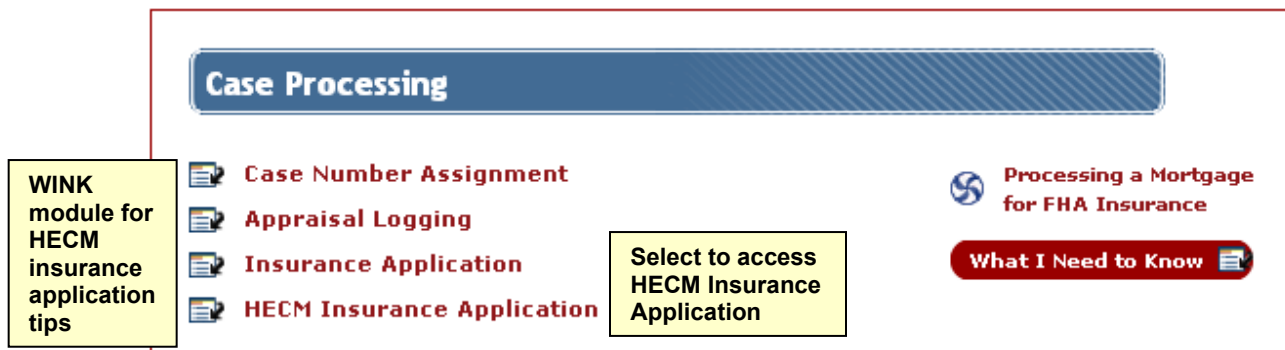 Case Processing
WINK
module for
HECM
insurance
application
tips
Case Number Assignment
Appraisal Logging
Insurance Application
HECM Insurance Application
Select to access
HECM Insurance
Application
Processing a Mortgage
for FHA Insurance
What I Need to Know